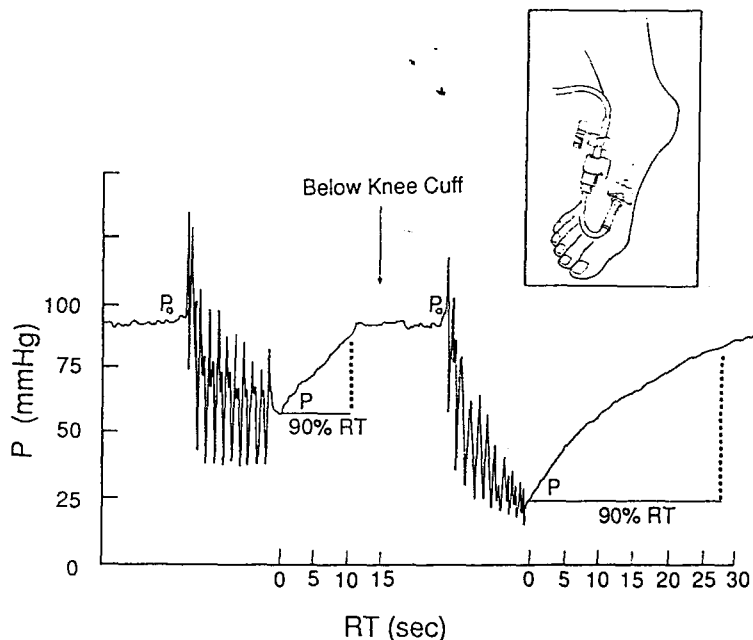 Below Knee Cuff
P (mmHg)
100
75
50
25
0
Po
P
90% RT
Po
P
90% RT
0 5 10 15
0 5 10 15 20 25 30
RT (sec)